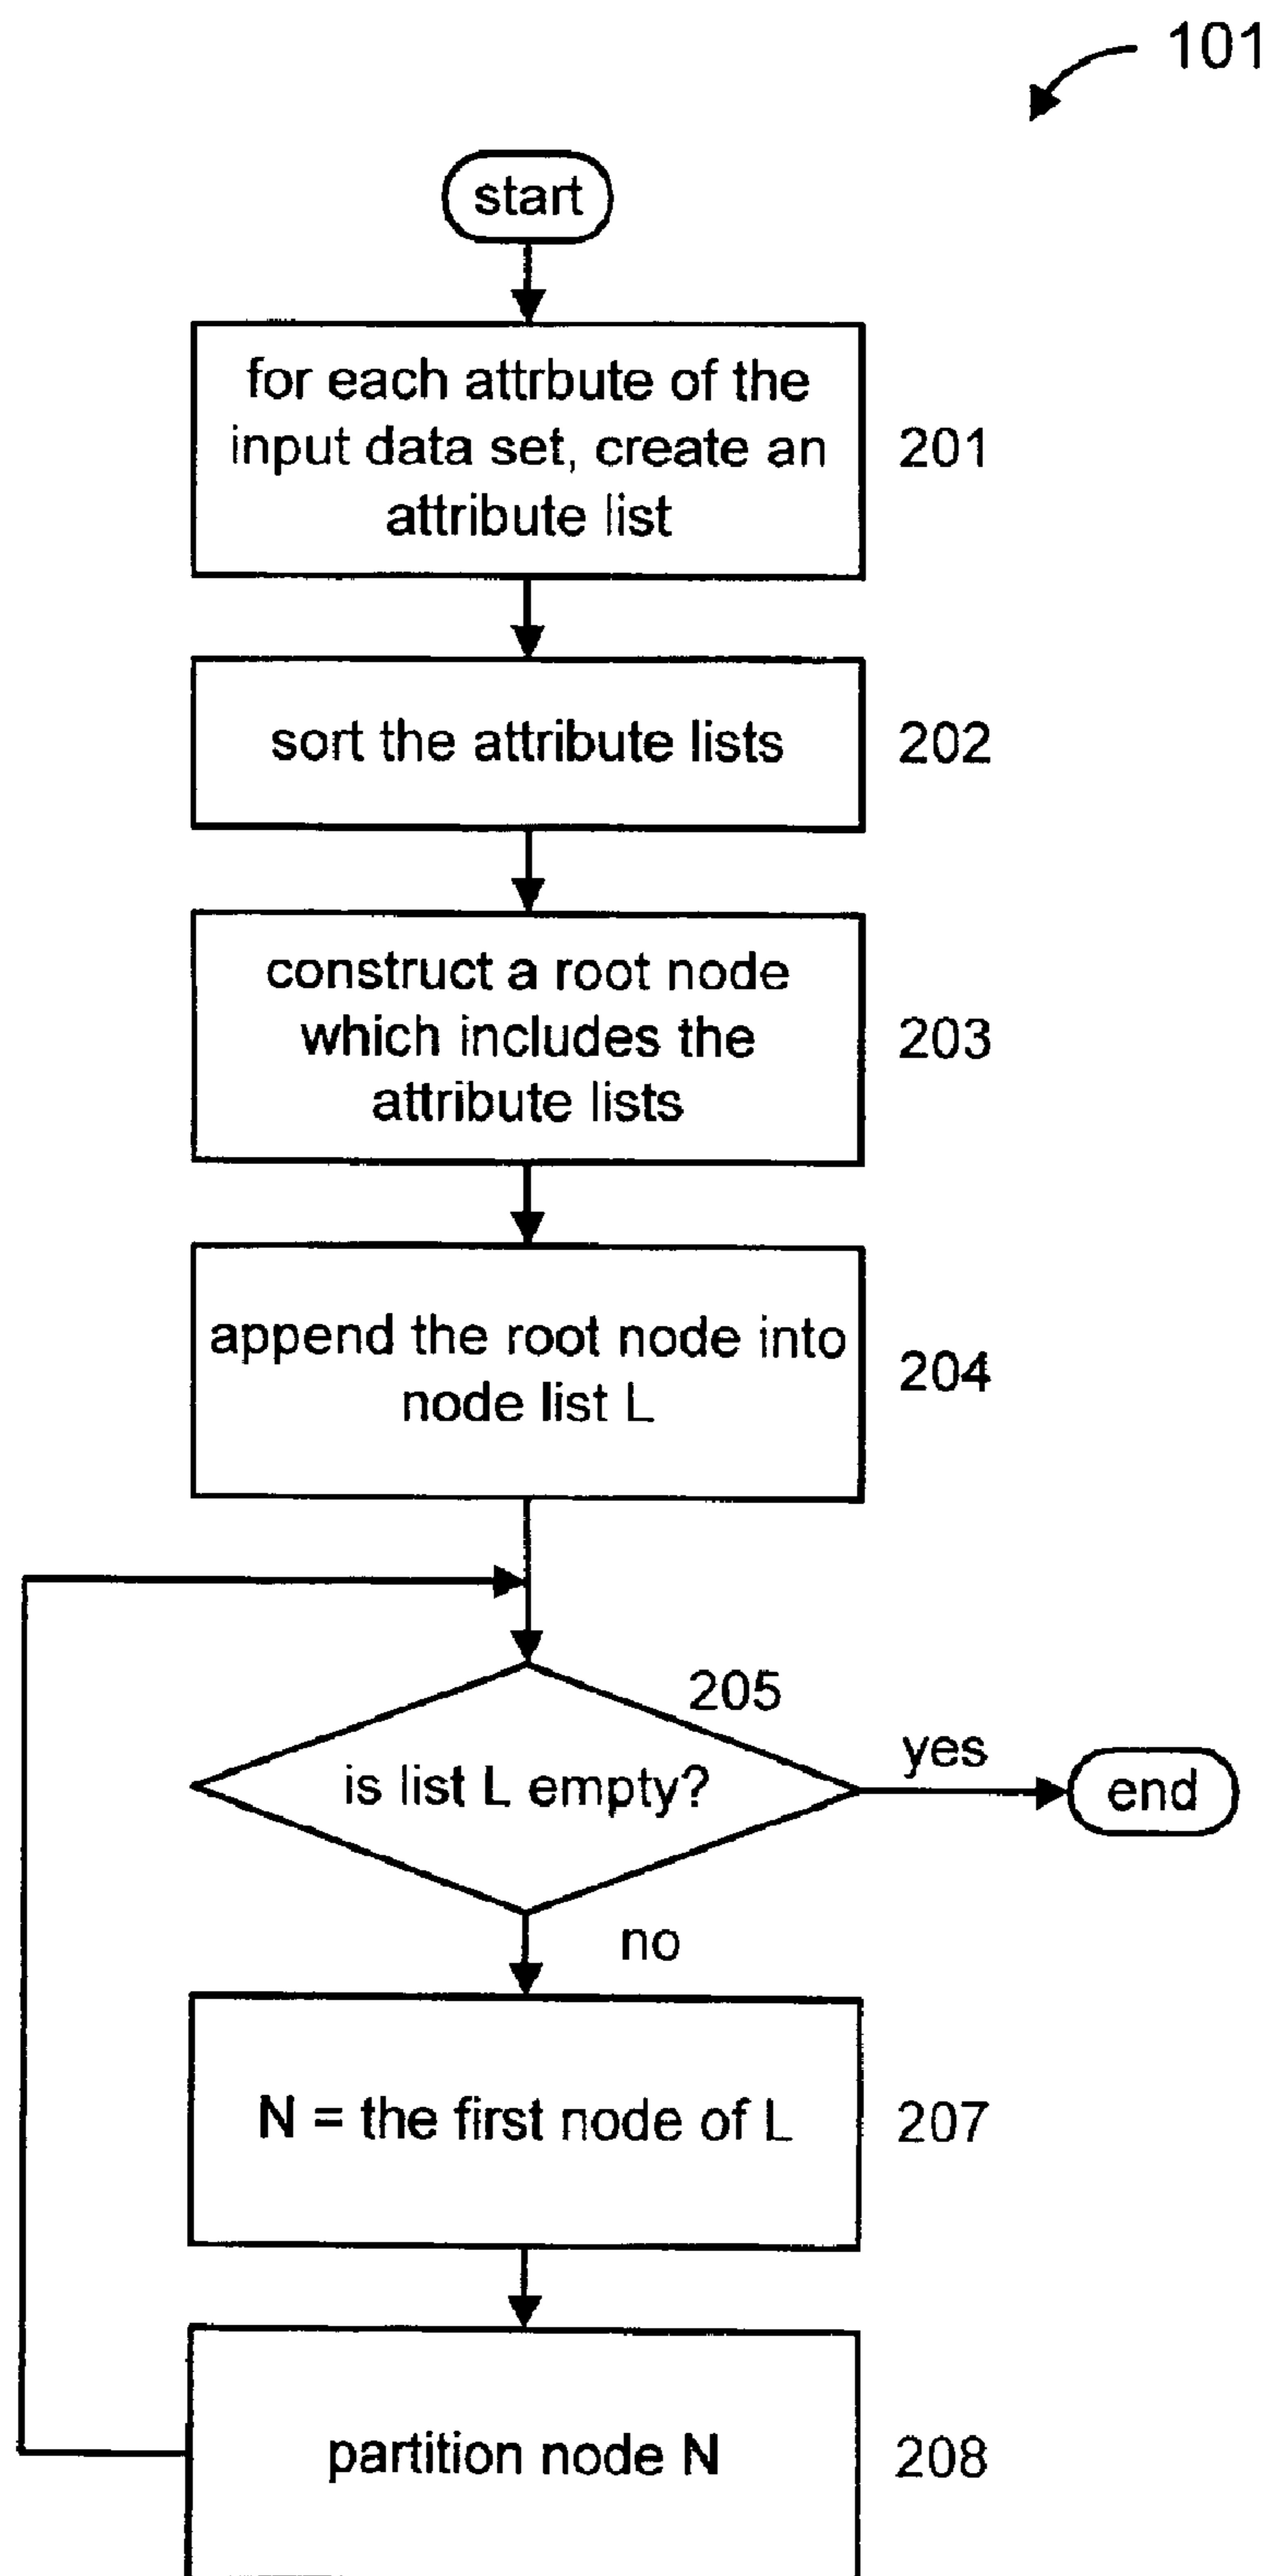 101
start
for each attrbute of the
input data set, create an
attribute list
201
sort the attribute lists
202
construct a root node
which includes the
attribute lists
203
append the root node into
node list L
204
205
is list L empty?
yes
end
no
N = the first node of L
207
partition node N
208